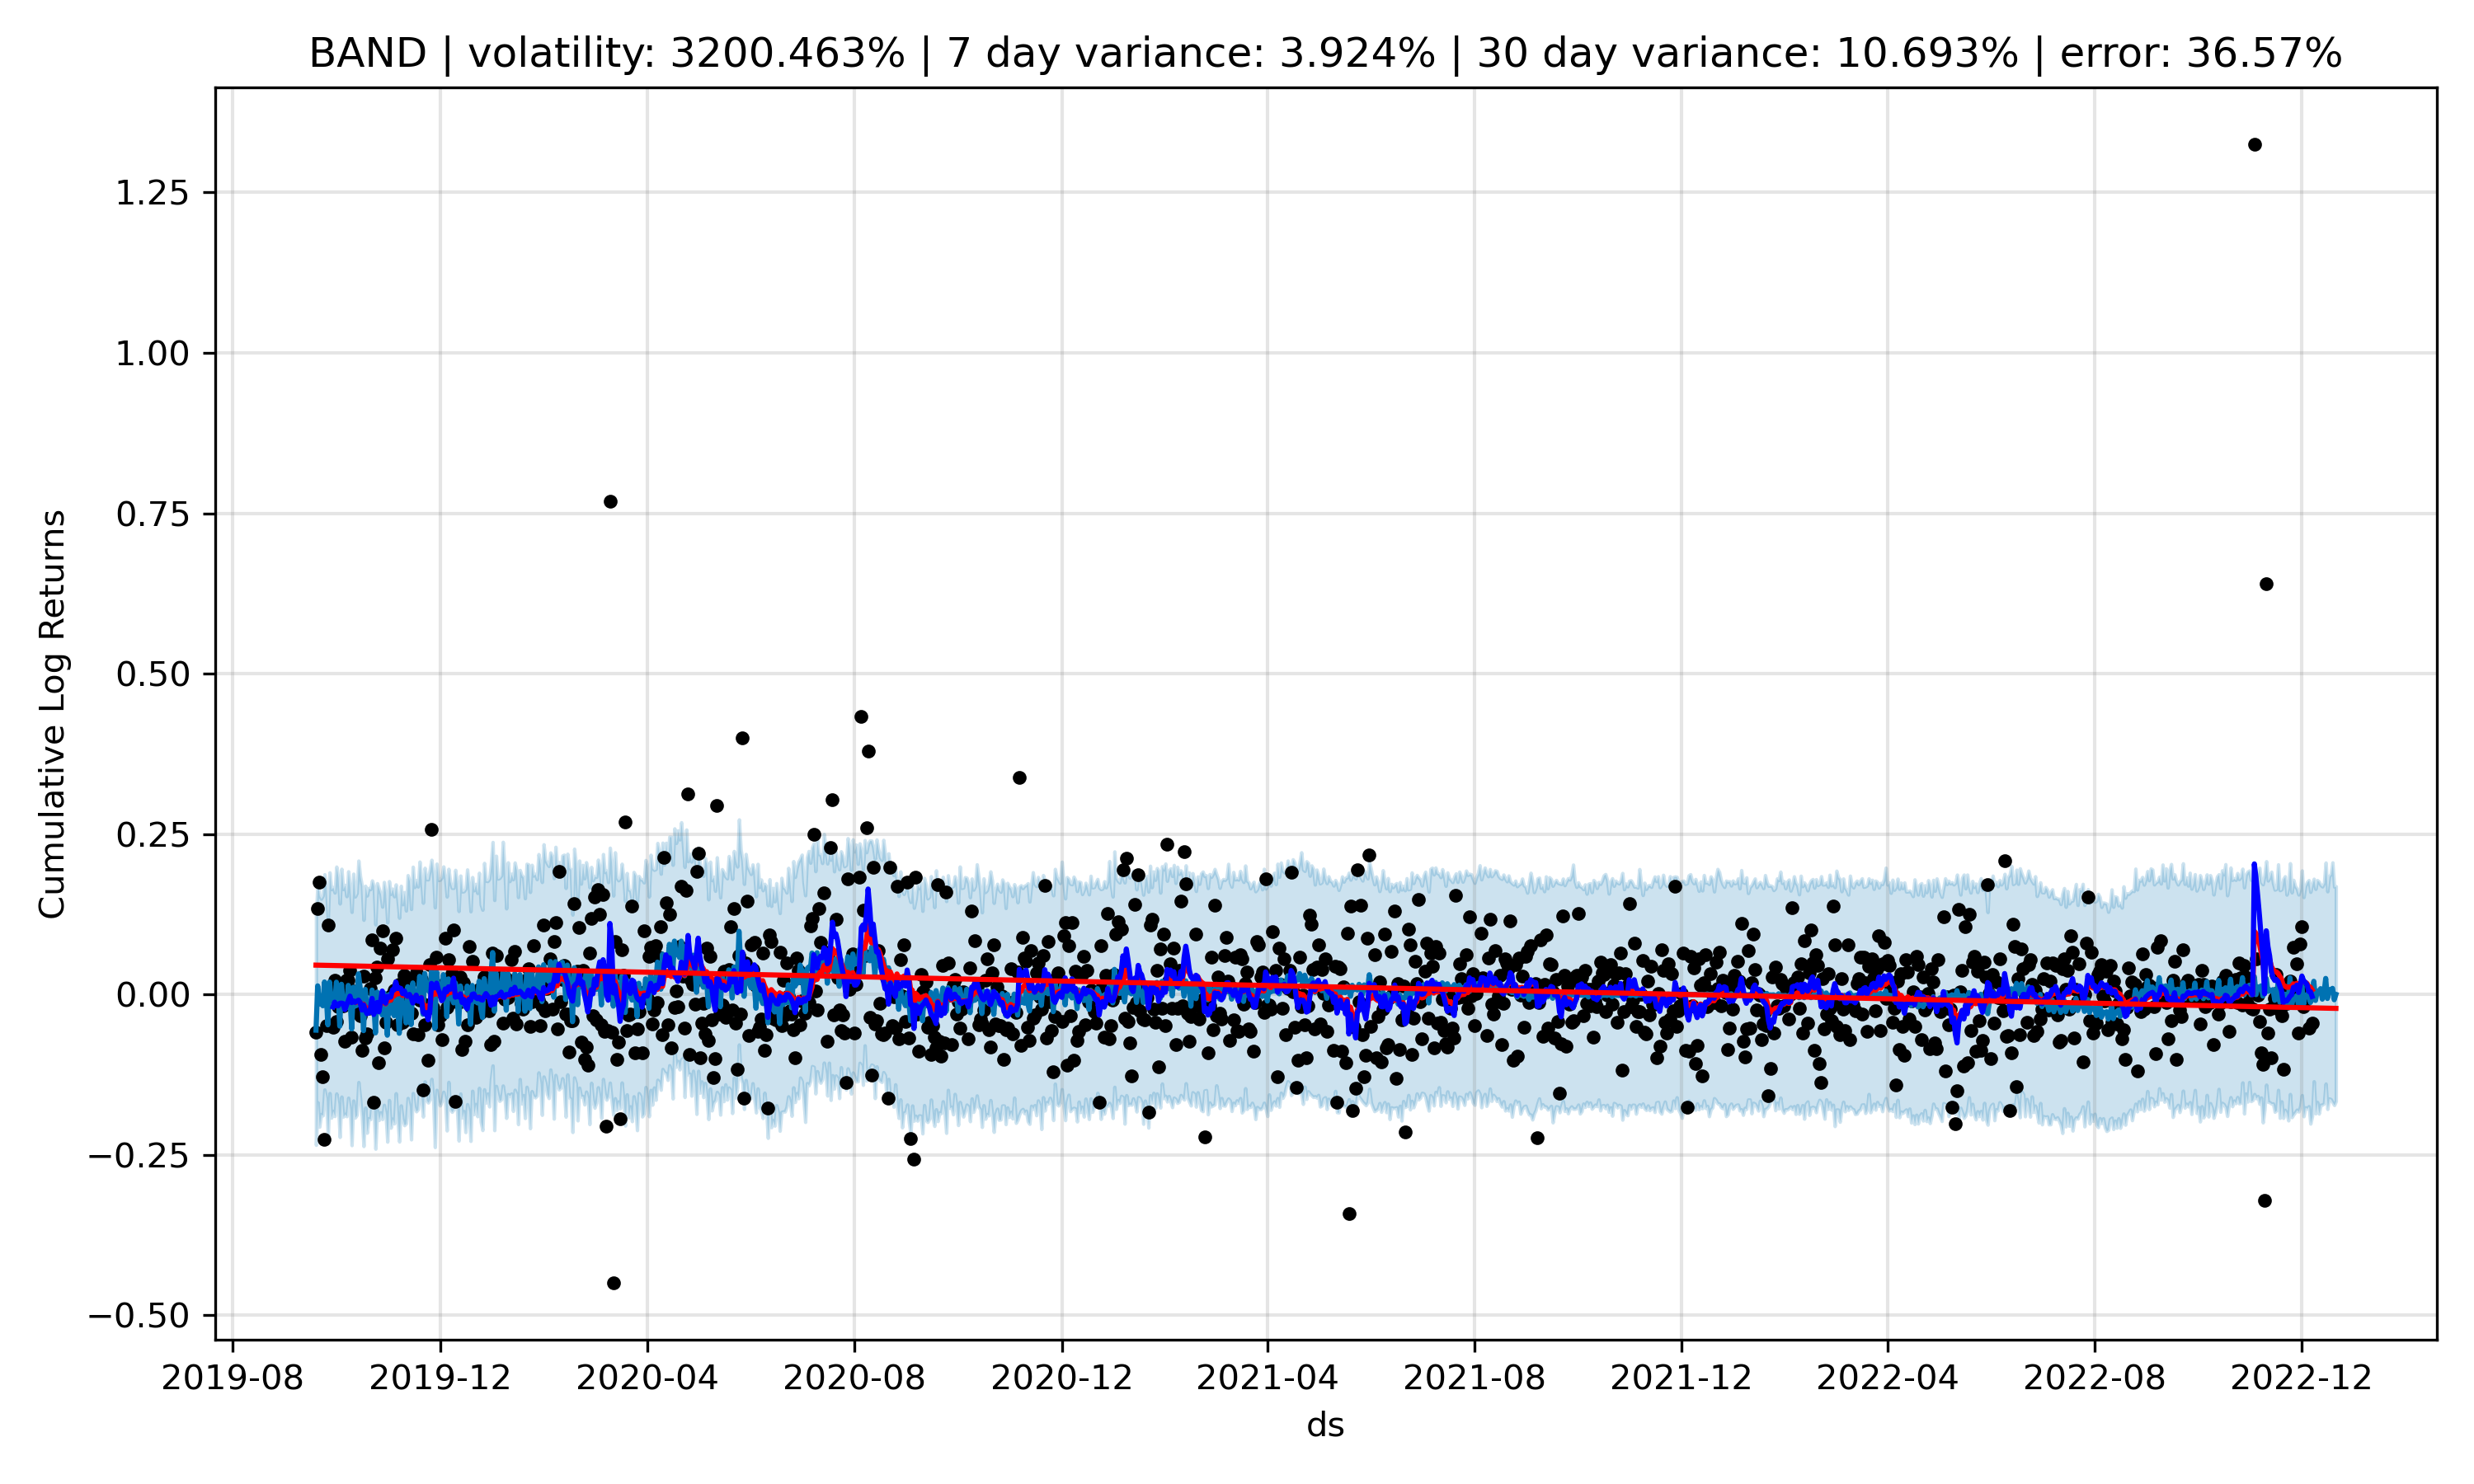 BAND | volatility: 3200.463% | 7 day variance: 3.924% | 30 day variance: 10.693% | error: 36.57%
Cumulative Log Returns
1.25
1.00
0.75
0.50
0.25
0.00
−0.25
−0.50
2019-08 2019-12 2020-04 2020-08 2020-12 2021-04 2021-08 2021-12 2022-04 2022-08 2022-12
ds